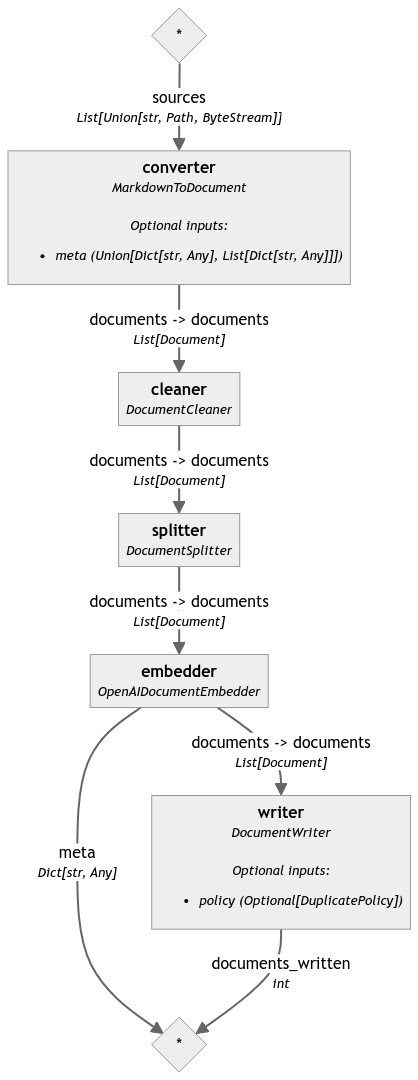 *
sources
List[Union[str, Path, ByteStream]]
converter
MarkdownToDocument
Optional inputs:
• meta (Union[Dict[str, Any], List[Dict[str, Any]]])
documents -> documents
List[Document]
cleaner
DocumentCleaner
documents -> documents
List[Document]
splitter
DocumentSplitter
documents -> documents
List[Document]
embedder
OpenAIDocumentEmbedder
documents -> documents
List[Document]
writer
DocumentWriter
Optional inputs:
• policy (Optional[DuplicatePolicy])
meta
Dict[str, Any]
documents_written
int
*